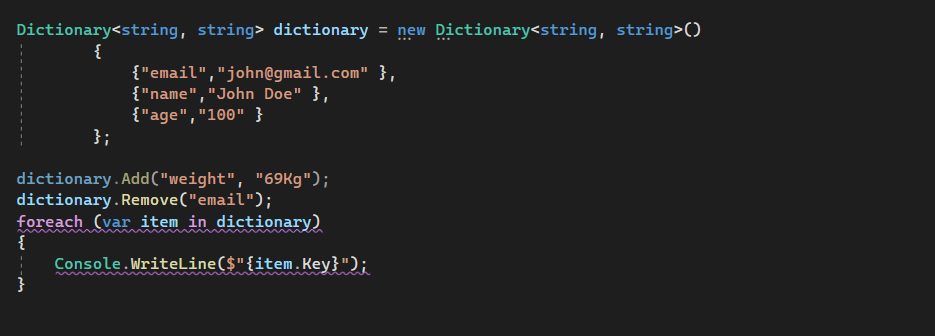 Dictionary<string, string> dictionary = new Dictionary<string, string>()
{
{"email","john@gmail.com" },
{"name","John Doe" },
{"age","100" }
};
dictionary.Add("weight", "69Kg");
dictionary.Remove("email");
foreach (var item in dictionary)
{
Console.WriteLine($"{item.Key}");
}